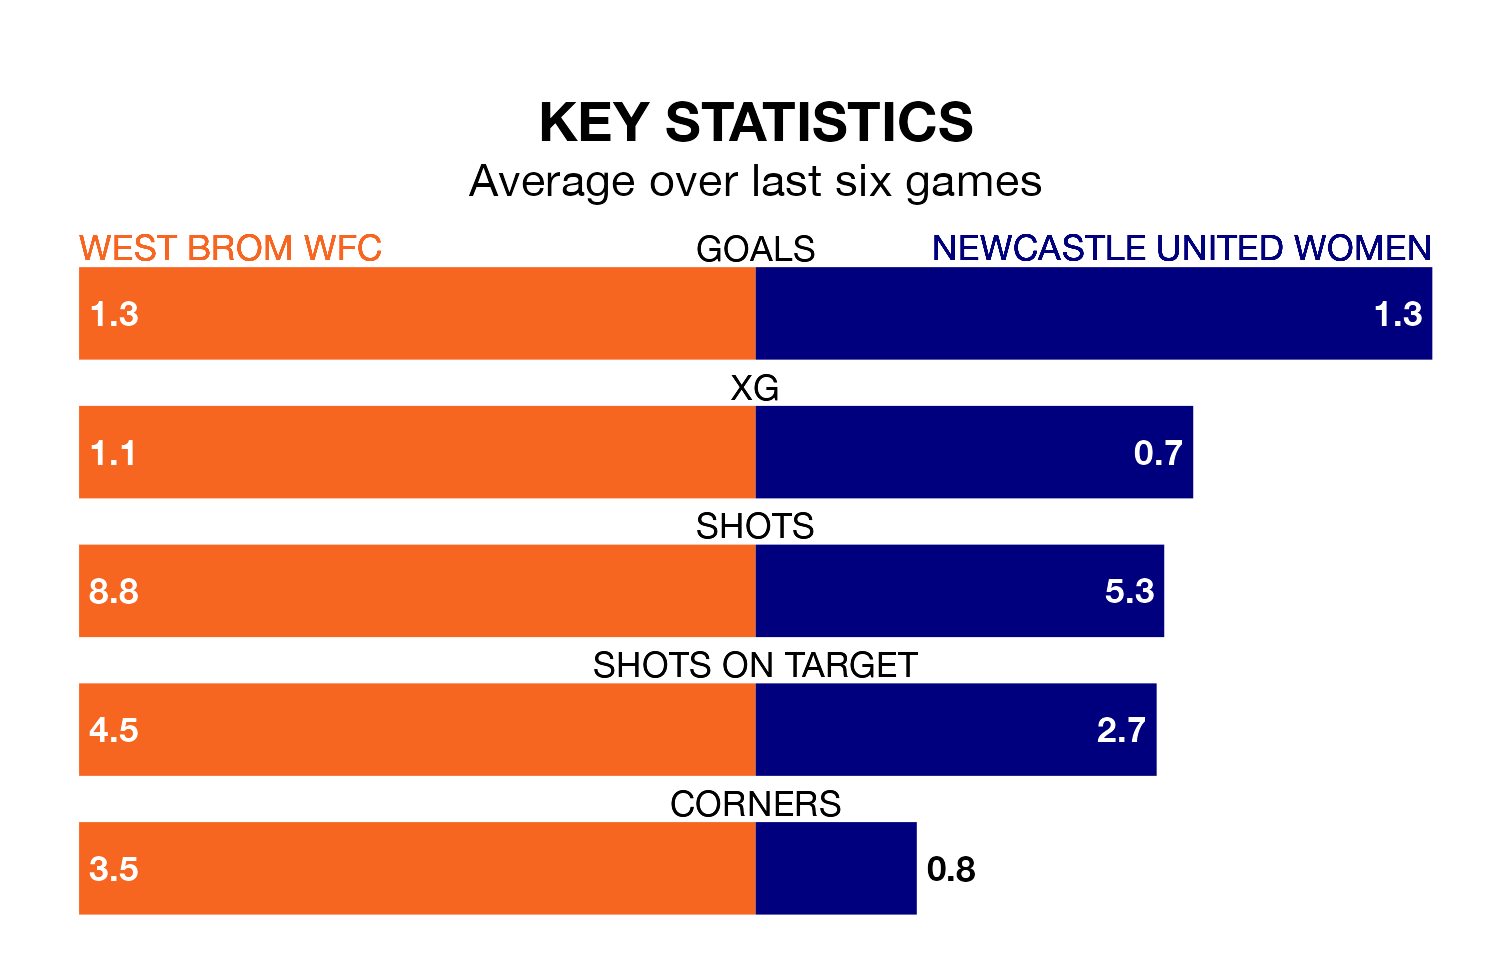 KEY STATISTICS
Average over last six games
WEST BROM WFC GOALS NEWCASTLE UNITED WOMEN
1.3 1.3
XG
1.1 0.7
SHOTS
8.8 5.3
SHOTS ON TARGET
4.5 2.7
CORNERS
3.5 0.8